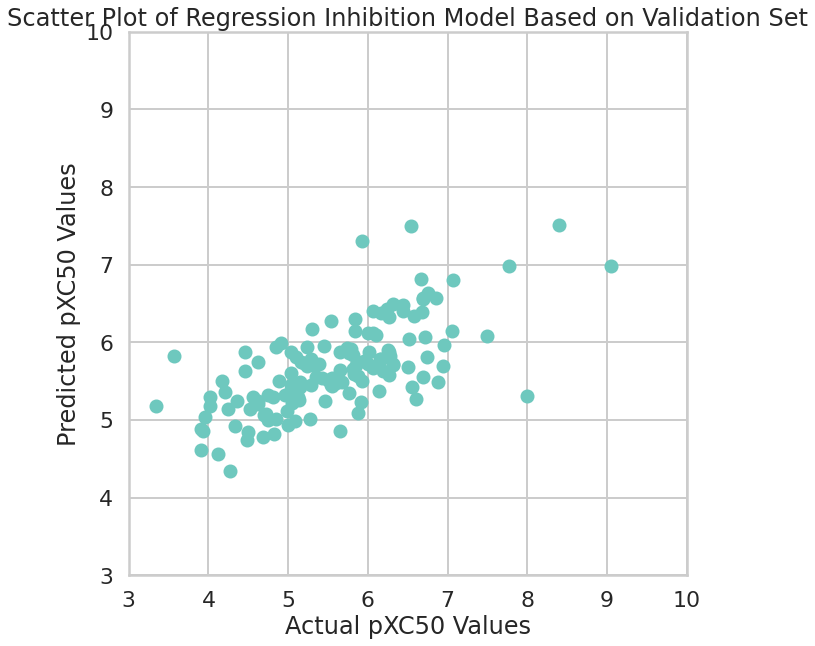 Scatter Plot of Regression Inhibition Model Based on Validation Set
10
9
8
7
6
5
4
3
Predicted pXC50 Values
3 4 5 6 7 8 9 10
Actual pXC50 Values